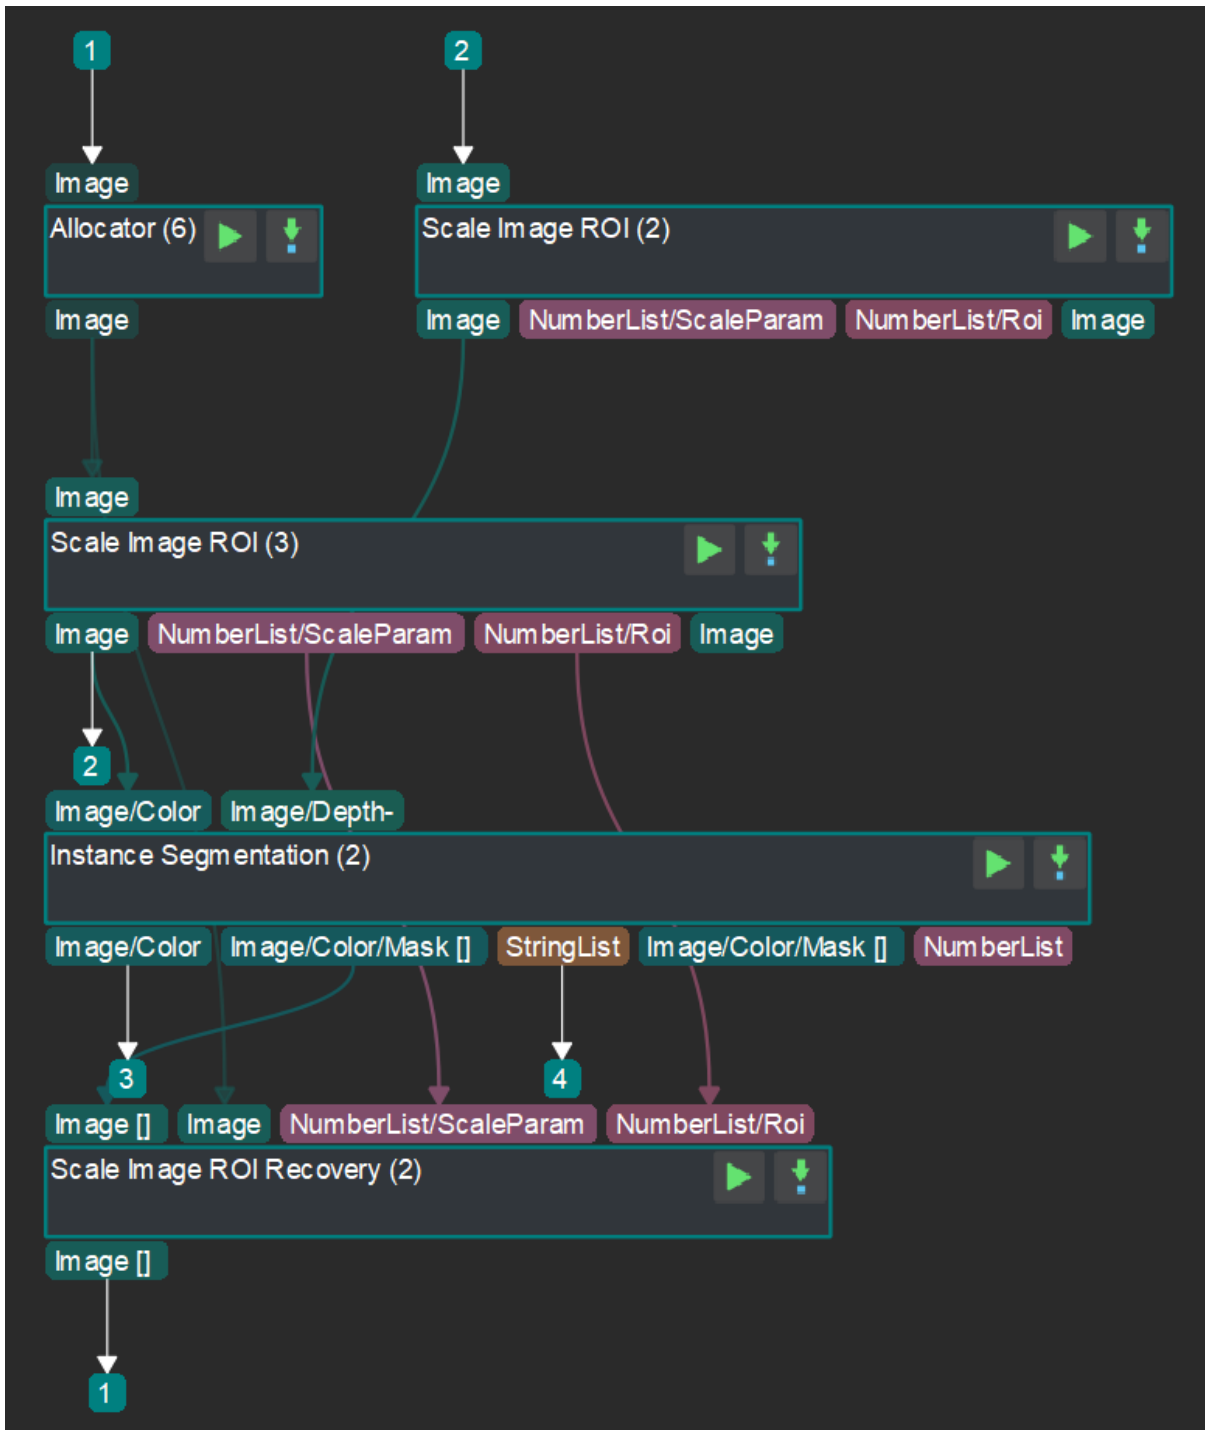 1 2
Image Image
Allocator (6) Scale Image ROI (2)
Image Image NumberList/ScaleParam NumberList/Roi Image
Image
Scale Image ROI (3)
Image NumberList/ScaleParam NumberList/Roi Image
2
Image/Color Image/Depth-
Instance Segmentation (2)
Image/Color Image/Color/Mask [] StringList Image/Color/Mask [] NumberList
3 4
Image [] Image NumberList/ScaleParam NumberList/Roi
Scale Image ROI Recovery (2)
Image []
1